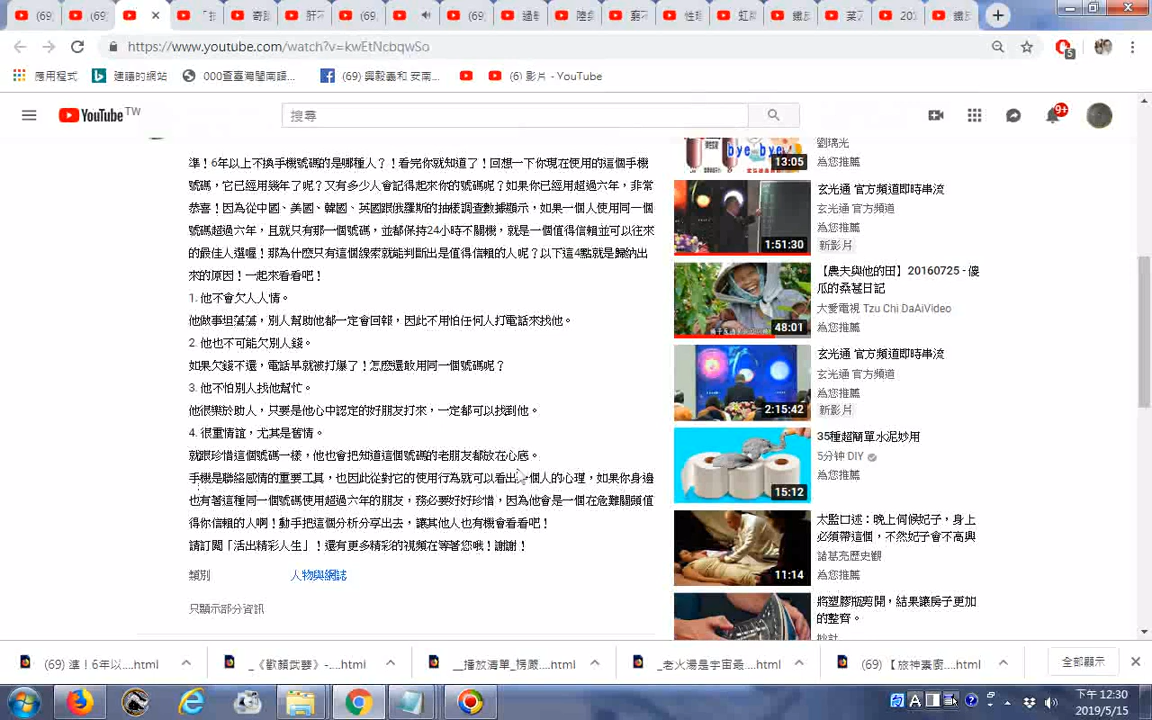 (69)
(69)
「
奇
肝
(69)
(69)
過
陸
窮
性
虹
鐵
菜
201
鐵
https://www.youtube.com/watch?v=kwEtNcbqwSo
5
應用程式
建議的網站
000查臺灣閩南語...
(69) 興毅義和 安南...
(6) 影片 - YouTube
YouTube TW
搜尋
9+
準！6年以上不換手機號碼的是哪種人？！看完你就知道了！回想一下你現在使用的這個手機
號碼，它已經用幾年了呢？又有多少人會記得起來你的號碼呢？如果你已經用超過六年，非常
恭喜！因為從中國、美國、韓國、英國跟俄羅斯的抽樣調查數據顯示，如果一個人使用同一個
號碼超過六年，且就只有那一個號碼，並都保持24小時不關機，就是一個值得信賴並可以往來
的最佳人選喔！那為什麼只有這個線索就能判斷出是值得信賴的人呢？以下這4點就是歸納出
來的原因！一起來看看吧！
1. 他不會欠人人情。
他做事坦蕩蕩，別人幫助他都一定會回報，因此不用怕任何人打電話來找他。
2. 他也不可能欠別人錢。
如果欠錢不還，電話早就被打爆了！怎麼還敢用同一個號碼呢？
3. 他不怕別人找他幫忙。
他很樂於助人，只要是他心中認定的好朋友打來，一定都可以找到他。
4. 很重情誼，尤其是舊情。
就跟珍惜這個號碼一樣，他也會把知道這個號碼的老朋友都放在心底。
手機是聯絡感情的重要工具，也因此從對它的使用行為就可以看出一個人的心理，如果你身邊
也有著這種同一個號碼使用超過六年的朋友，務必要好好珍惜，因為他會是一個在危難關頭值
得你信賴的人啊！動手把這個分析分享出去，讓其他人也有機會看看吧！
請訂閱「活出精彩人生」！還有更多精彩的視頻在等著您哦！謝謝！
類別
人物與網誌
只顯示部分資訊
bye bye
13:05
劉瑞光
為您推薦
1:51:30
玄光通 官方頻道即時串流
玄光通 官方頻道
為您推薦
新影片
48:01
【農夫與他的田】20160725 - 傻
瓜的桑葚日記
大愛電視 Tzu Chi DaAiVideo
為您推薦
2:15:42
玄光通 官方頻道即時串流
玄光通 官方頻道
為您推薦
新影片
15:12
35種超簡單水泥妙用
5分钟 DIY
11:14
太監口述：晚上伺候妃子，身上
必須帶這個，不然妃子會不高興
諸葛亮歷史觀
為您推薦
將塑膠瓶剪開，結果讓房子更加
的整齊。
妙計
(69) 準！6年以....html
_《歡顏武夢》-....html
__播放清單_楞嚴....html
_老火湯是宇宙最....html
(69)【旅神素廚....html
全部顯示
下午 12:30
2019/5/15